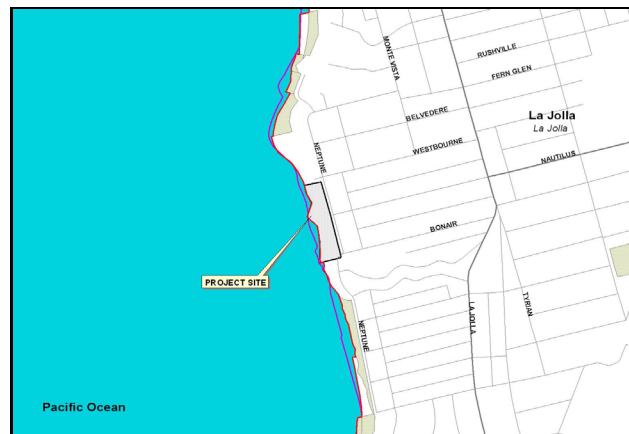 MONTE VISTA
RUSHVILLE
FERN GLEN
BELVEDERE
La Jolla
La Jolla
WESTBOURNE
NEPTUNE
NAUTILUS
BONAIR
PROJECT SITE
NEPTUNE
LA JOLLA
TYRIAN
Pacific Ocean